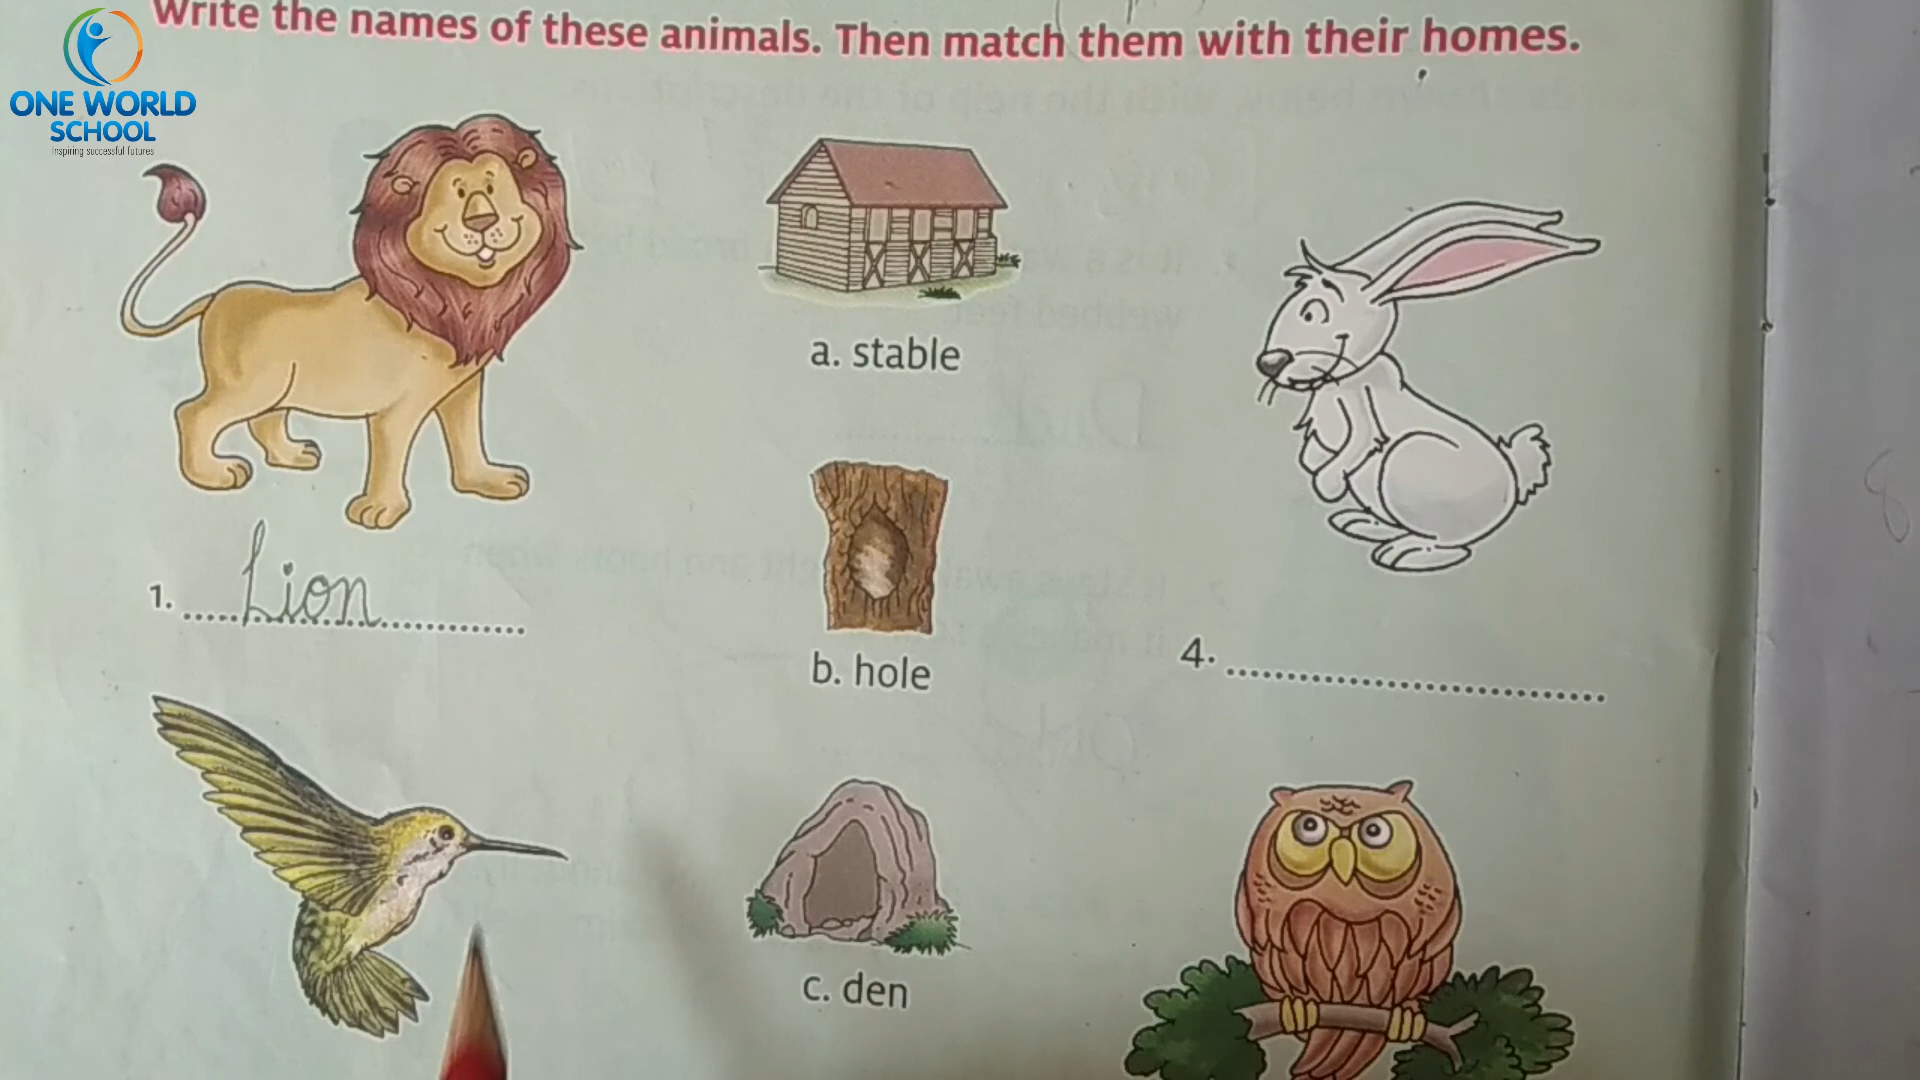 Write the names of these animals. Then match them with their homes.
ONE WORLD
SCHOOL
Inspiring successful futures
a. stable
1. Lion
b. hole
4.
c. den